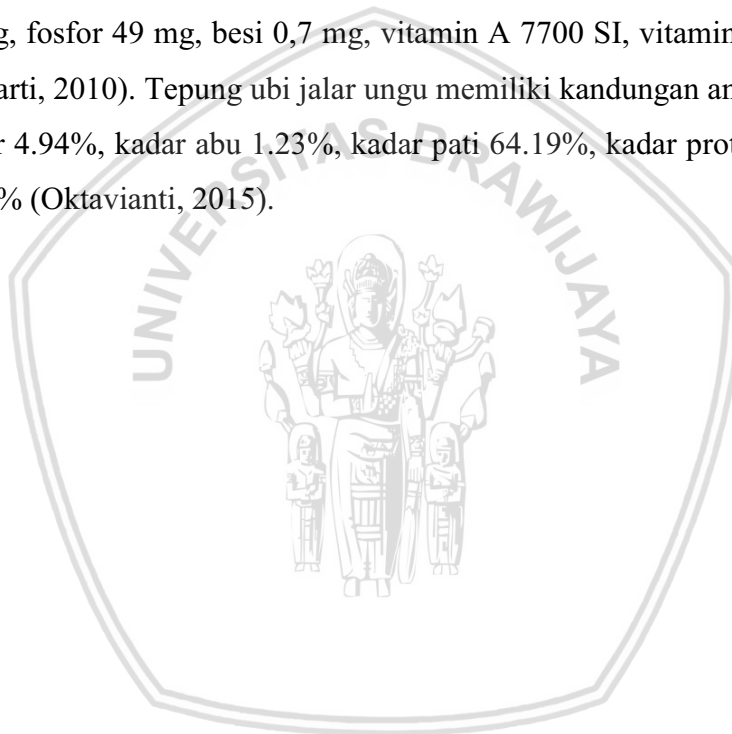 g, fosfor 49 mg, besi 0,7 mg, vitamin A 7700 SI, vitamin
arti, 2010). Tepung ubi jalar ungu memiliki kandungan an
r 4.94%, kadar abu 1.23%, kadar pati 64.19%, kadar prot
% (Oktavianti, 2015).
UNIVERSITAS BRAWIJAYA